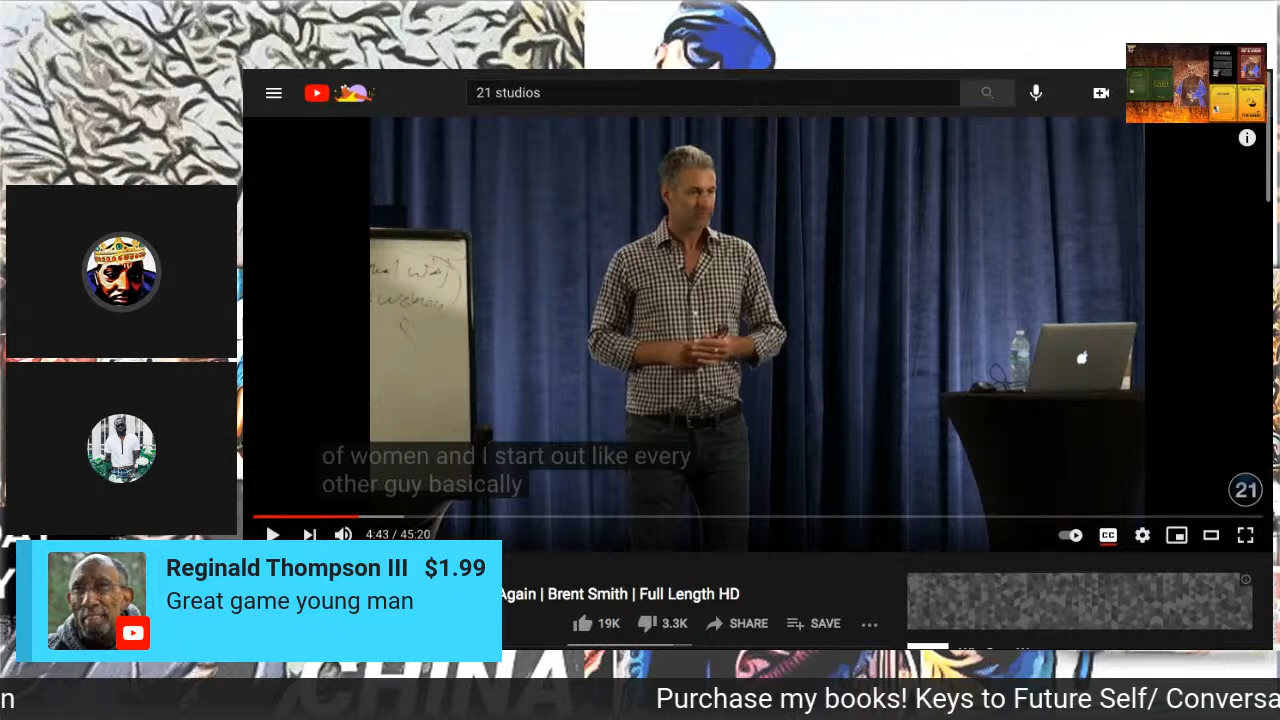 21 studios
of women and I start out like every
other guy basically
21
4:43 / 45:20
CC
Reginald Thompson III $1.99
Great game young man
Again | Brent Smith | Full Length HD
19K
3.3K
SHARE
SAVE
CHINA
n
Purchase my books! Keys to Future Self/ Conversa